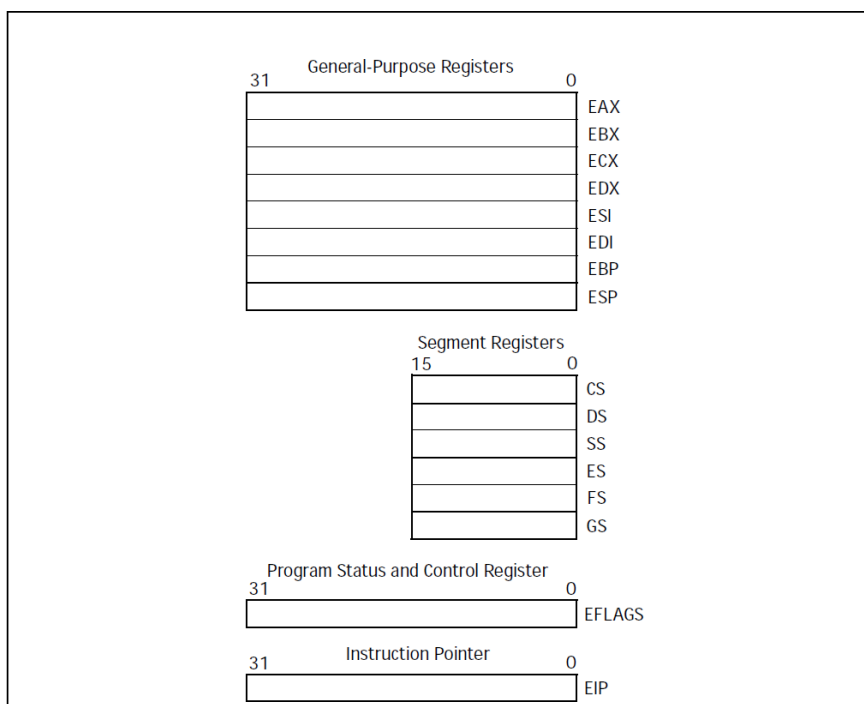 General-Purpose Registers
31 0
EAX
EBX
ECX
EDX
ESI
EDI
EBP
ESP
Segment Registers
15 0
CS
DS
SS
ES
FS
GS
Program Status and Control Register
31 0
EFLAGS
Instruction Pointer
31 0
EIP